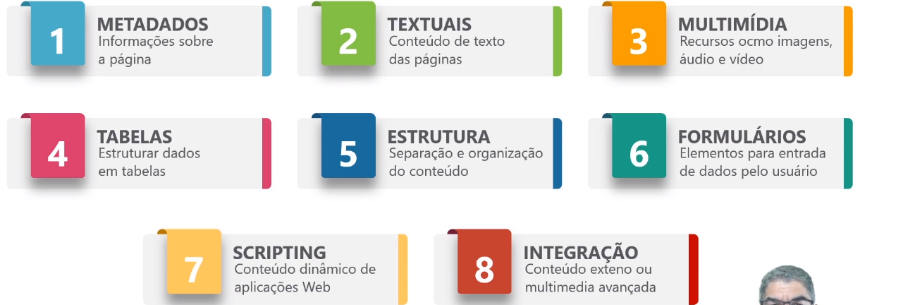 1
METADADOS
Informações sobre
a página
2
TEXTUAIS
Conteúdo de texto
das páginas
3
MULTIMÍDIA
Recursos ocmo imagens,
áudio e vídeo
4
TABELAS
Estruturar dados
em tabelas
5
ESTRUTURA
Separação e organização
do conteúdo
6
FORMULÁRIOS
Elementos para entrada
de dados pelo usuário
7
SCRIPTING
Conteúdo dinâmico de
aplicações Web
8
INTEGRAÇÃO
Conteúdo exteno ou
multimedia avançada